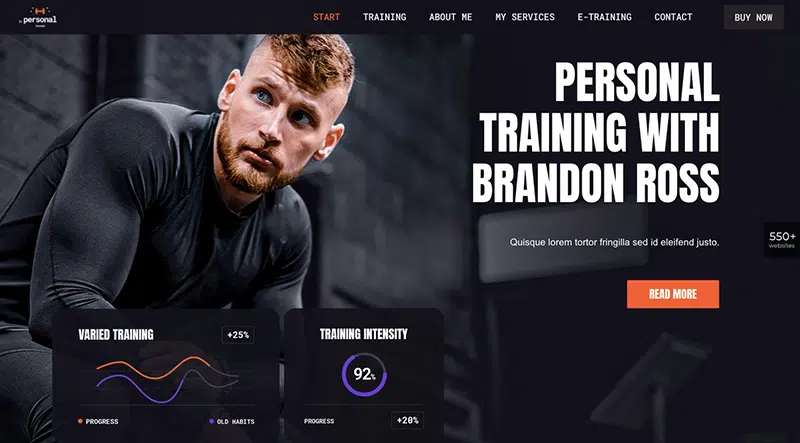 personal
START TRAINING ABOUT ME MY SERVICES E-TRAINING CONTACT BUY NOW
PERSONAL
TRAINING WITH
BRANDON ROSS
550+
websites
Quisque lorem tortor fringilla sed id eleifend justo.
READ MORE
VARIED TRAINING +25%
PROGRESS OLD HABITS
TRAINING INTENSITY
92%
PROGRESS +20%